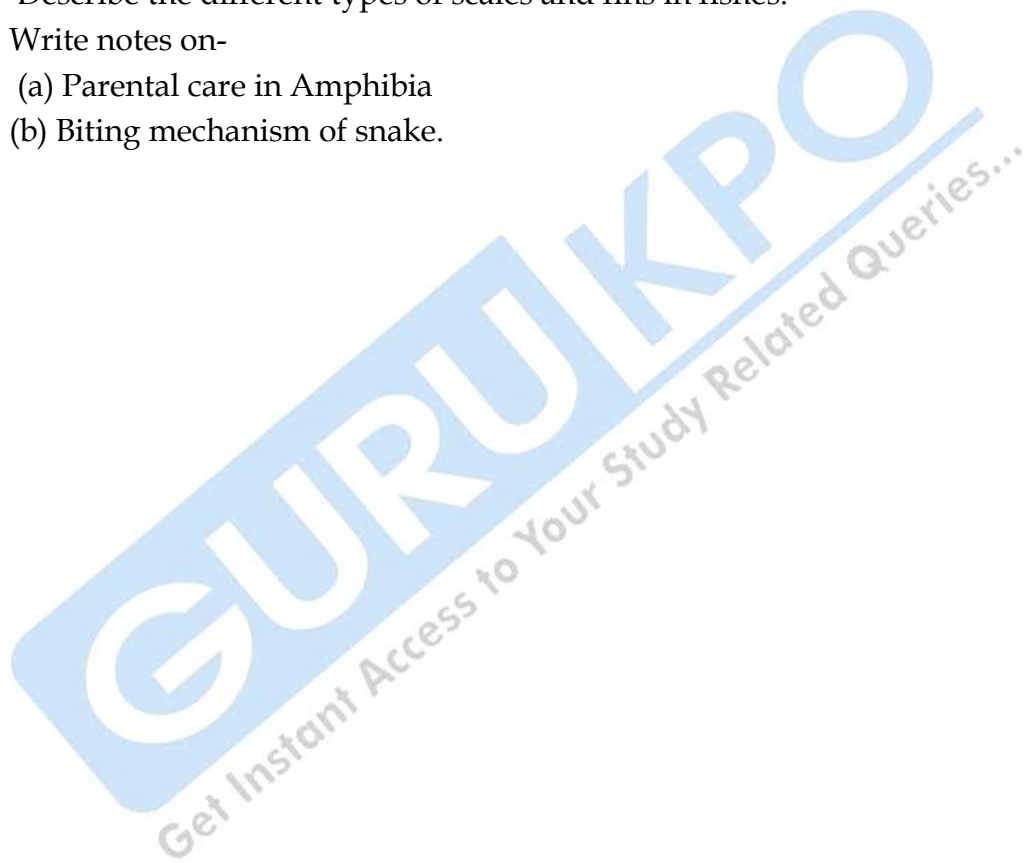 Describe the different types of scales and fins in fishes.
Write notes on-
(a) Parental care in Amphibia
(b) Biting mechanism of snake.
GURUKPO
Get Instant Access to Your Study Related Queries...